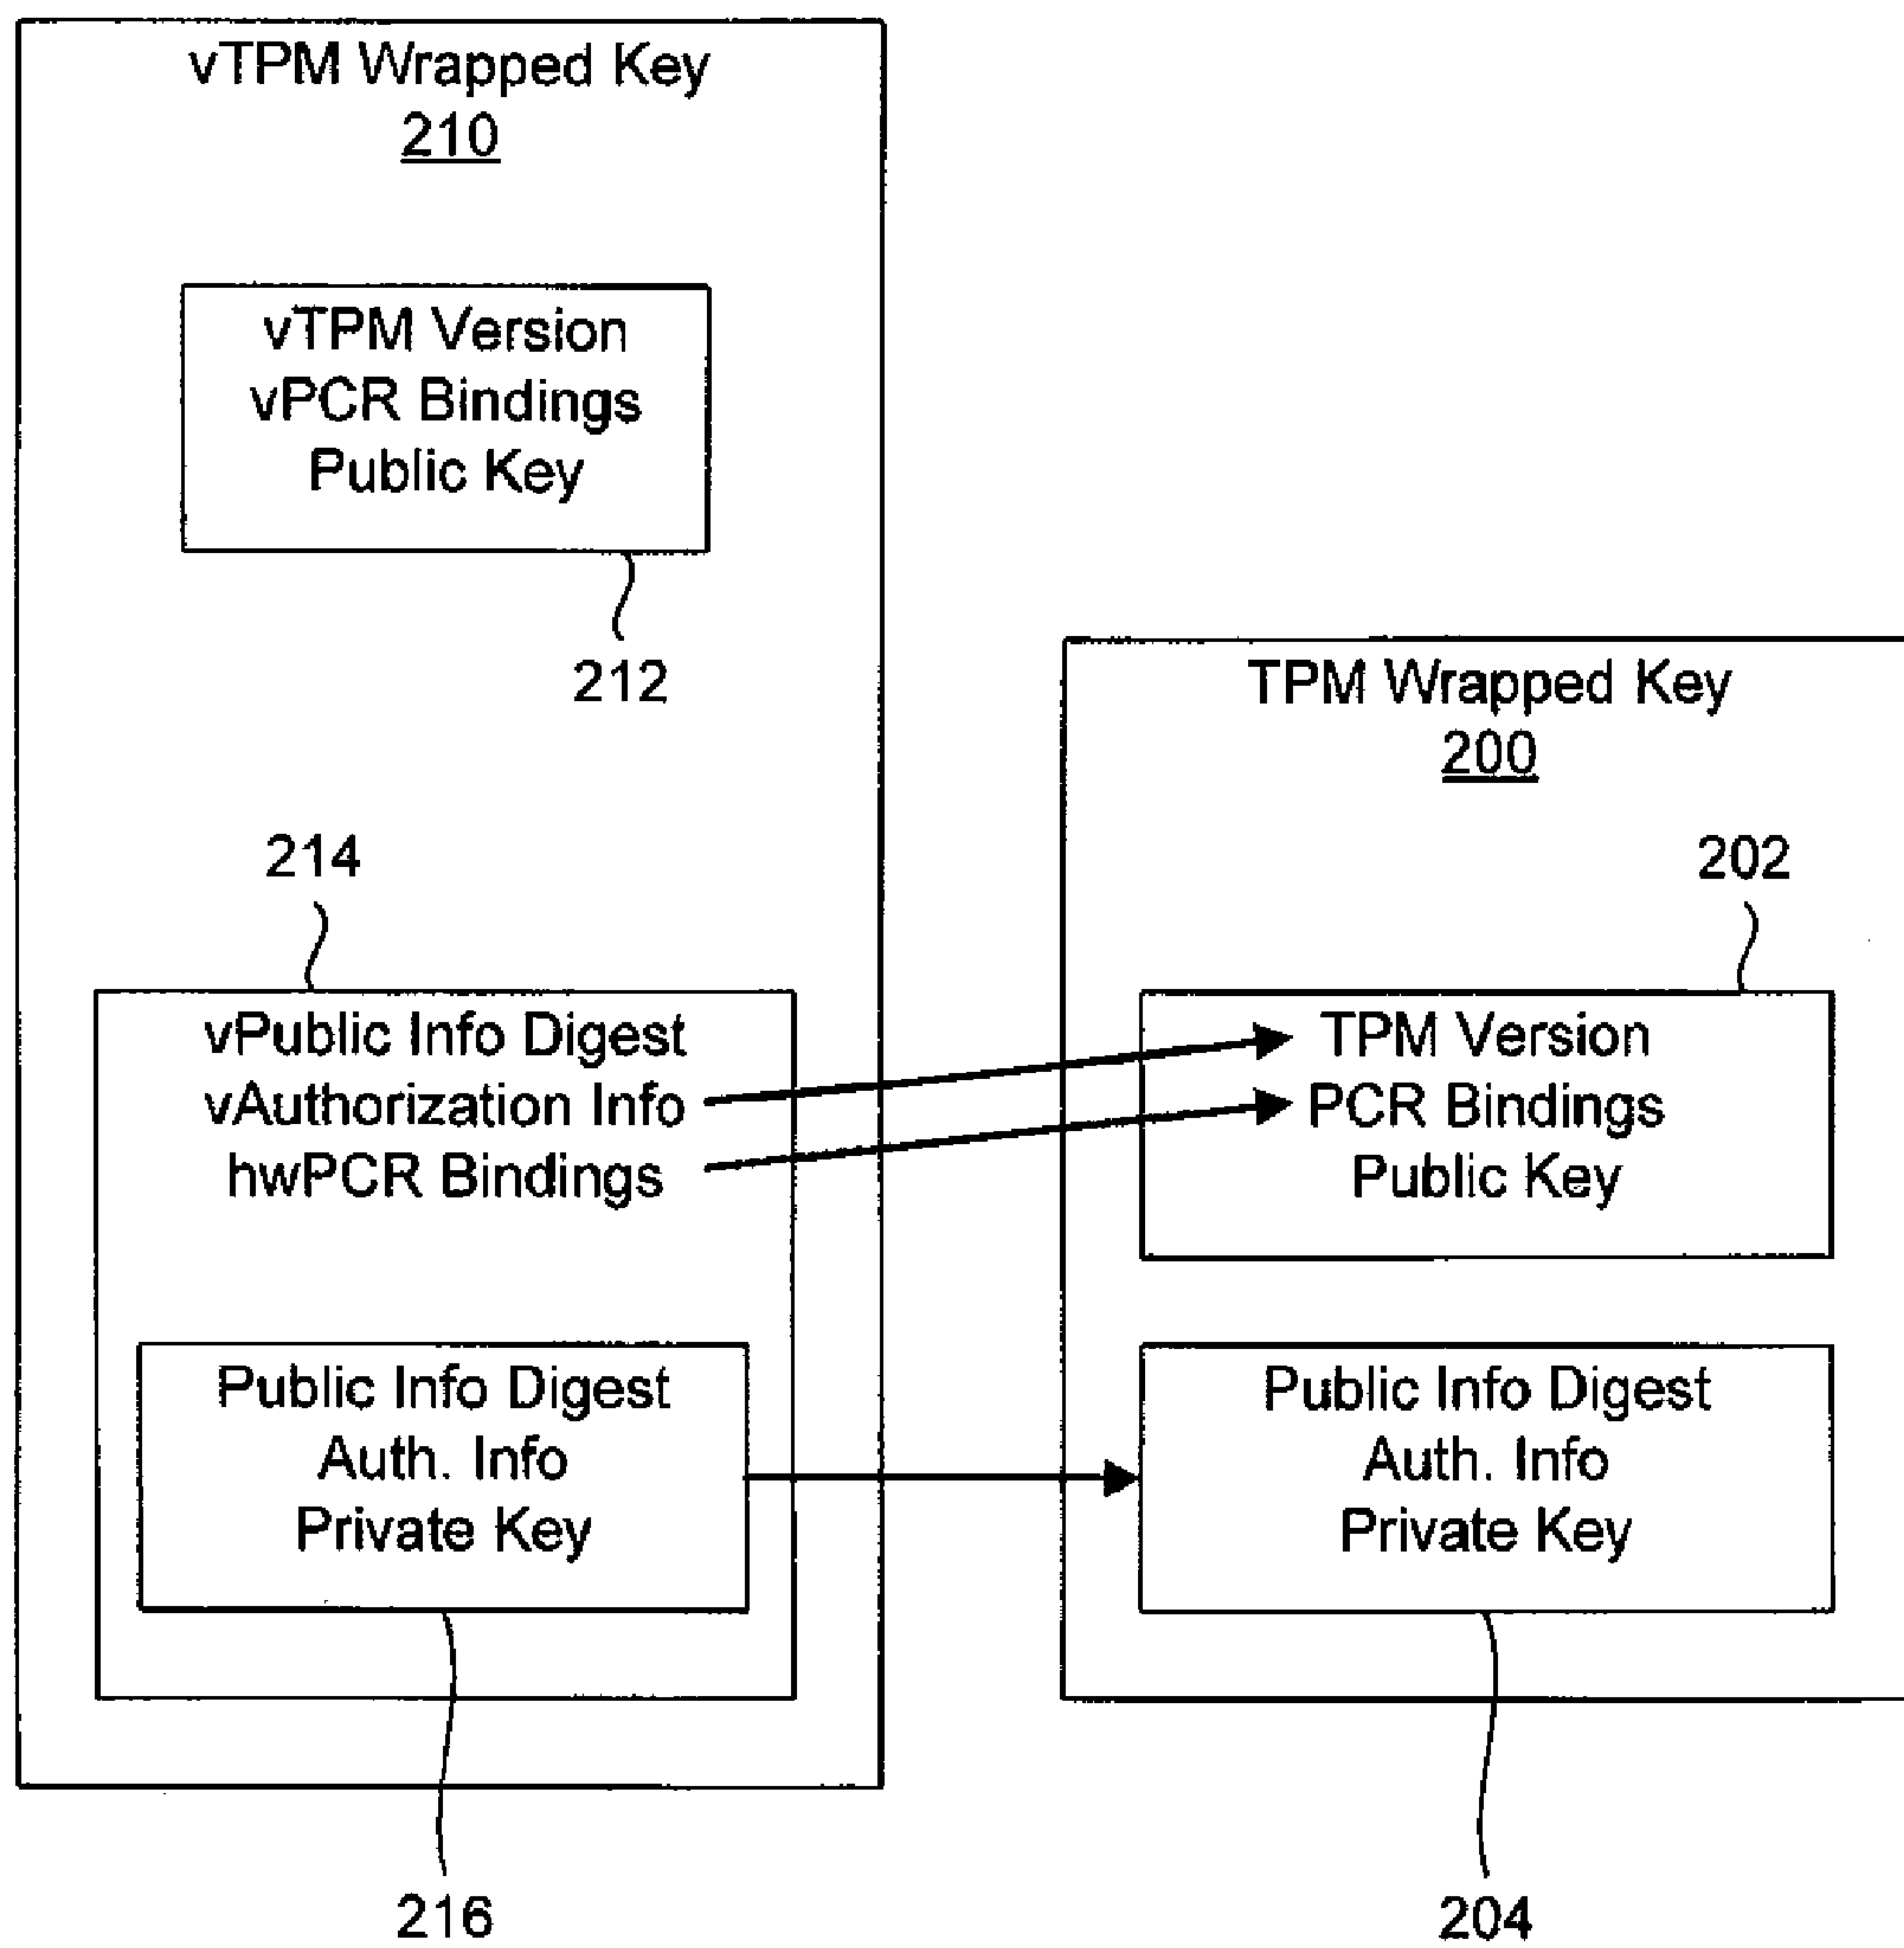 vTPM Wrapped Key
210
vTPM Version
vPCR Bindings
Public Key
212
214
vPublic Info Digest
vAuthorization Info
hwPCR Bindings
Public Info Digest
Auth. Info
Private Key
216
TPM Wrapped Key
200
202
TPM Version
PCR Bindings
Public Key
Public Info Digest
Auth. Info
Private Key
204